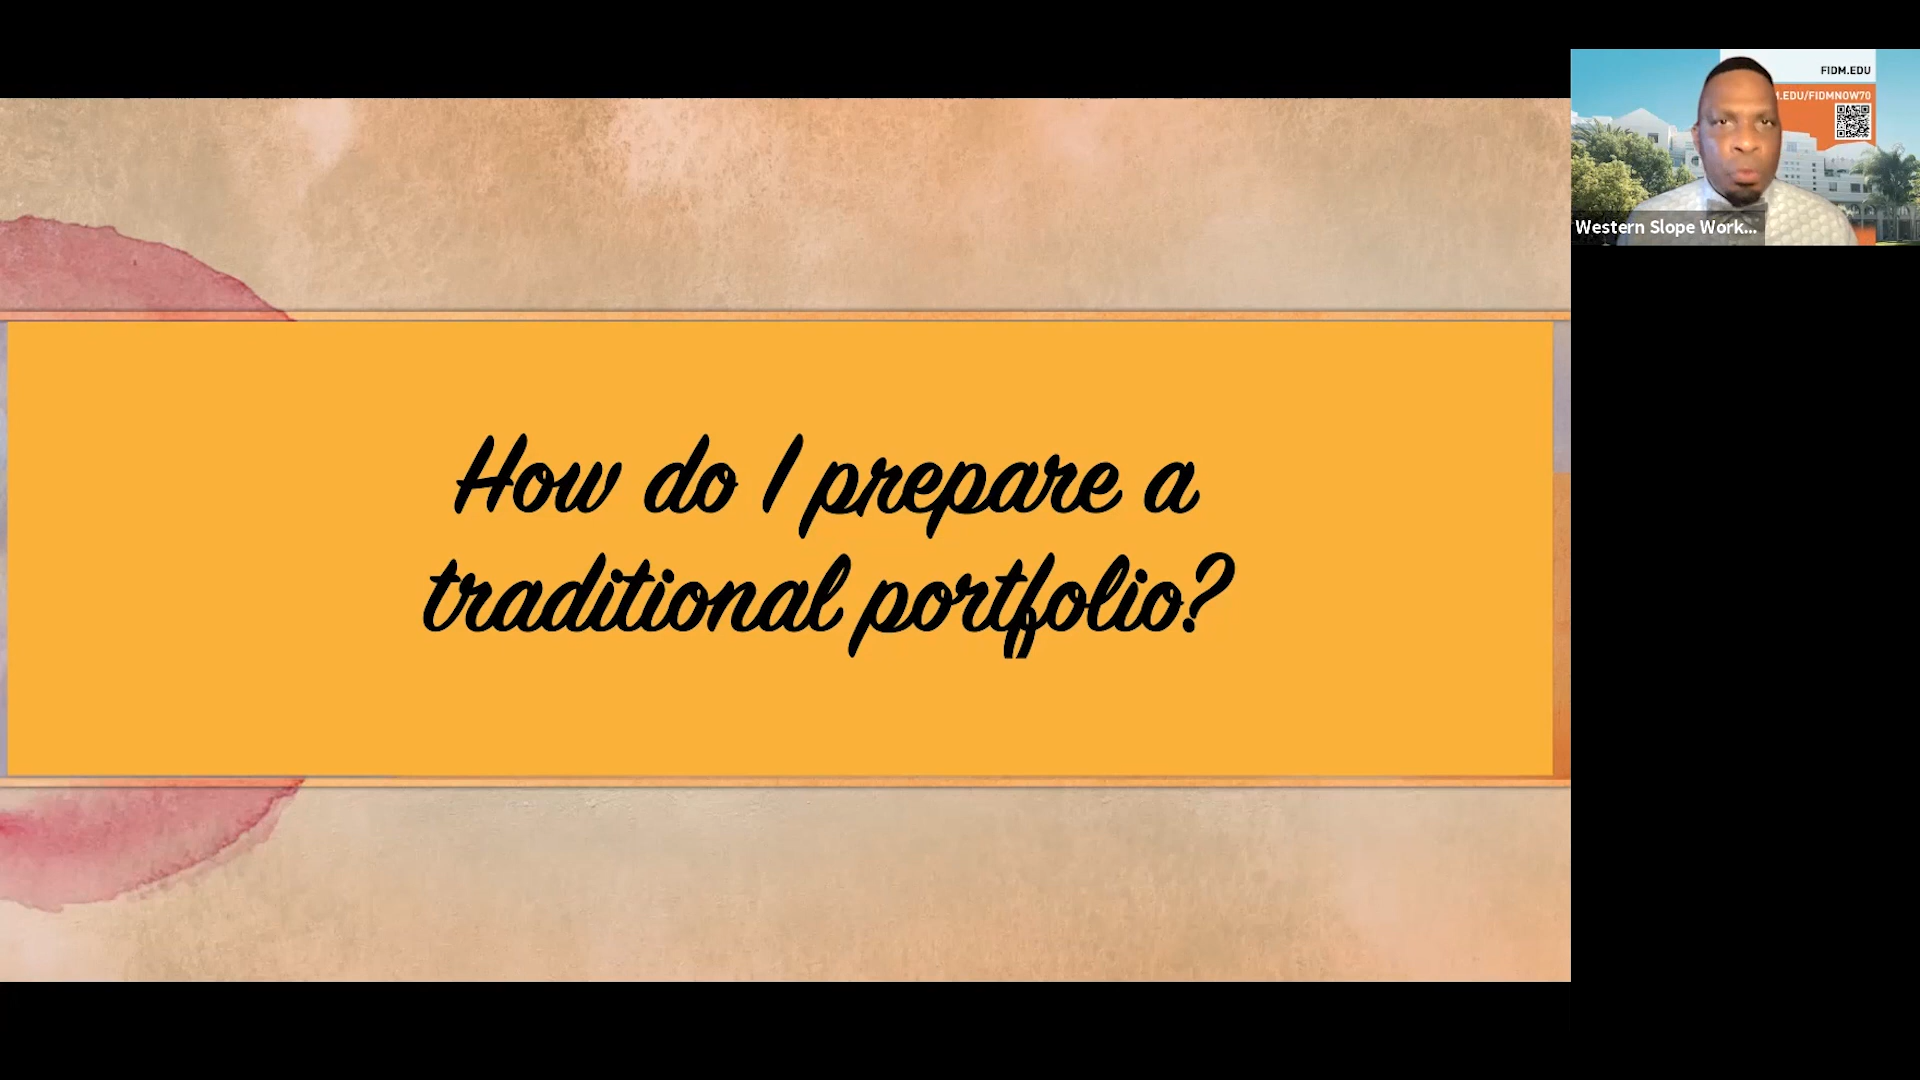 FIDM.EDU
.EDU/FIDMNOW70
Western Slope Work...
How do I prepare a
traditional portfolio?